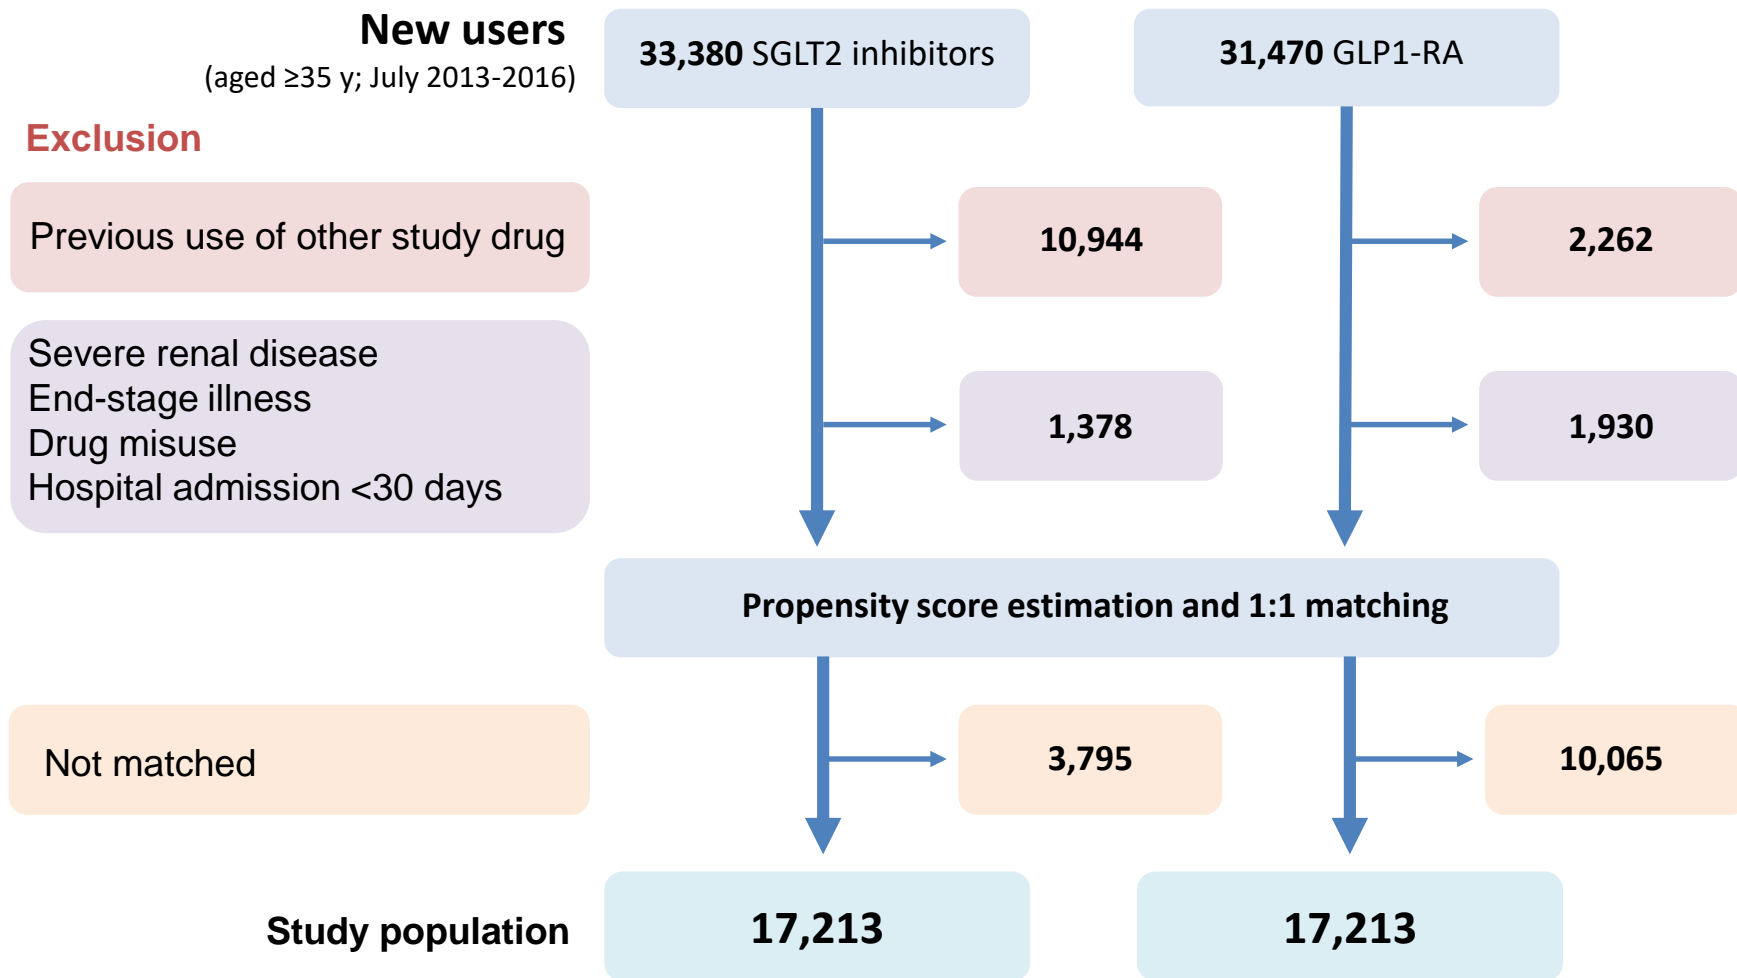 New users
(aged ≥35 y; July 2013-2016)
33,380 SGLT2 inhibitors
31,470 GLP1-RA
Exclusion
Previous use of other study drug
10,944
2,262
Severe renal disease
End-stage illness
Drug misuse
Hospital admission <30 days
1,378
1,930
Propensity score estimation and 1:1 matching
Not matched
3,795
10,065
Study population
17,213
17,213